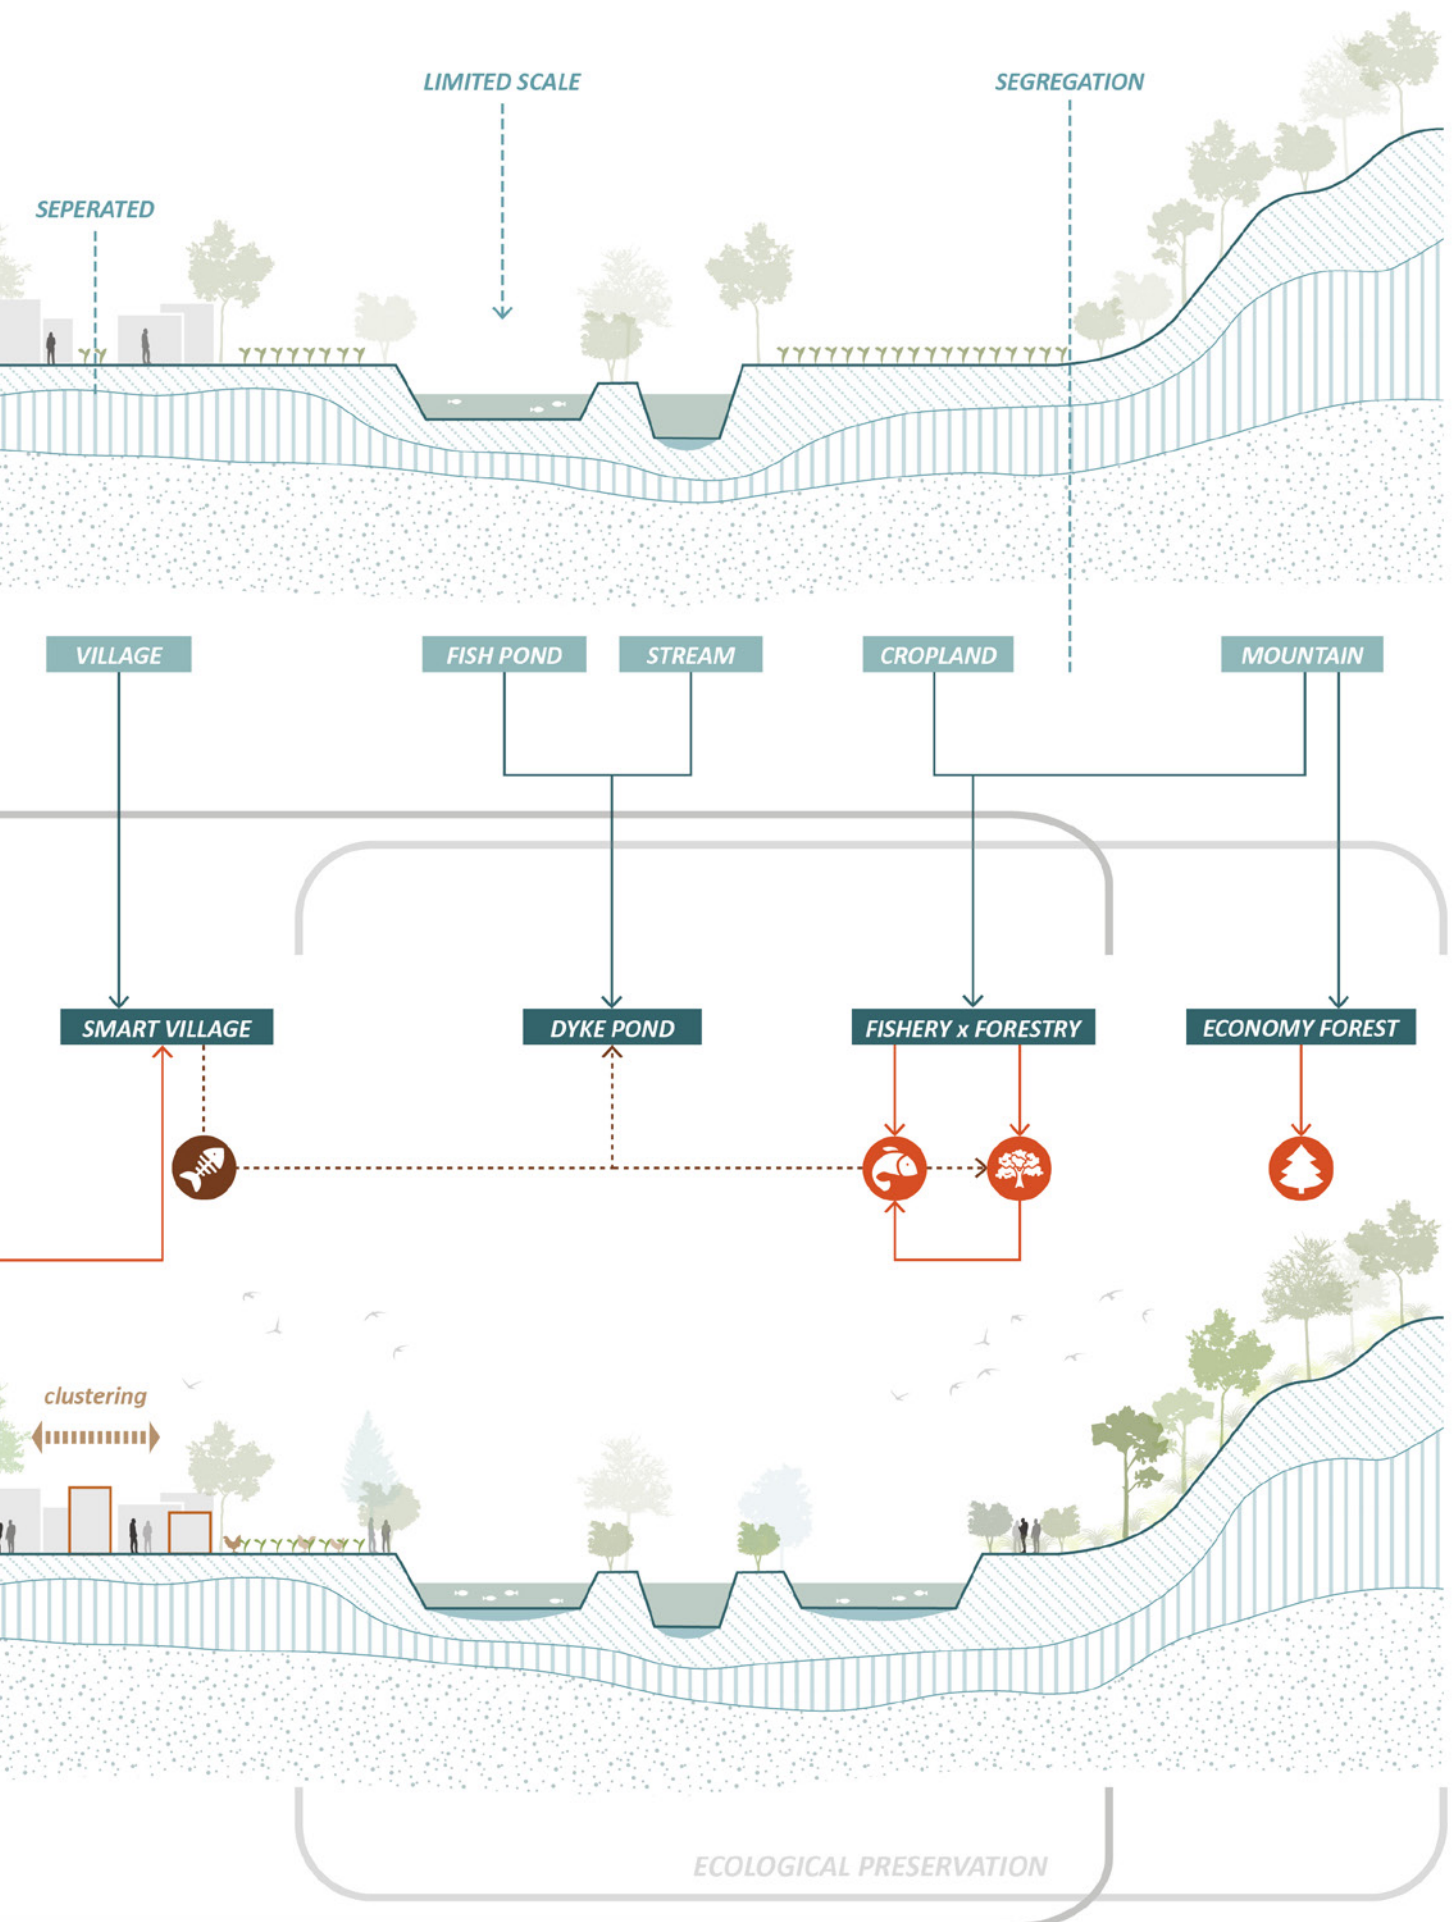 LIMITED SCALE
SEGREGATION
SEPERATED
VILLAGE
FISH POND
STREAM
CROPLAND
MOUNTAIN
SMART VILLAGE
DYKE POND
FISHERY x FORESTRY
ECONOMY FOREST
clustering
ECOLOGICAL PRESERVATION